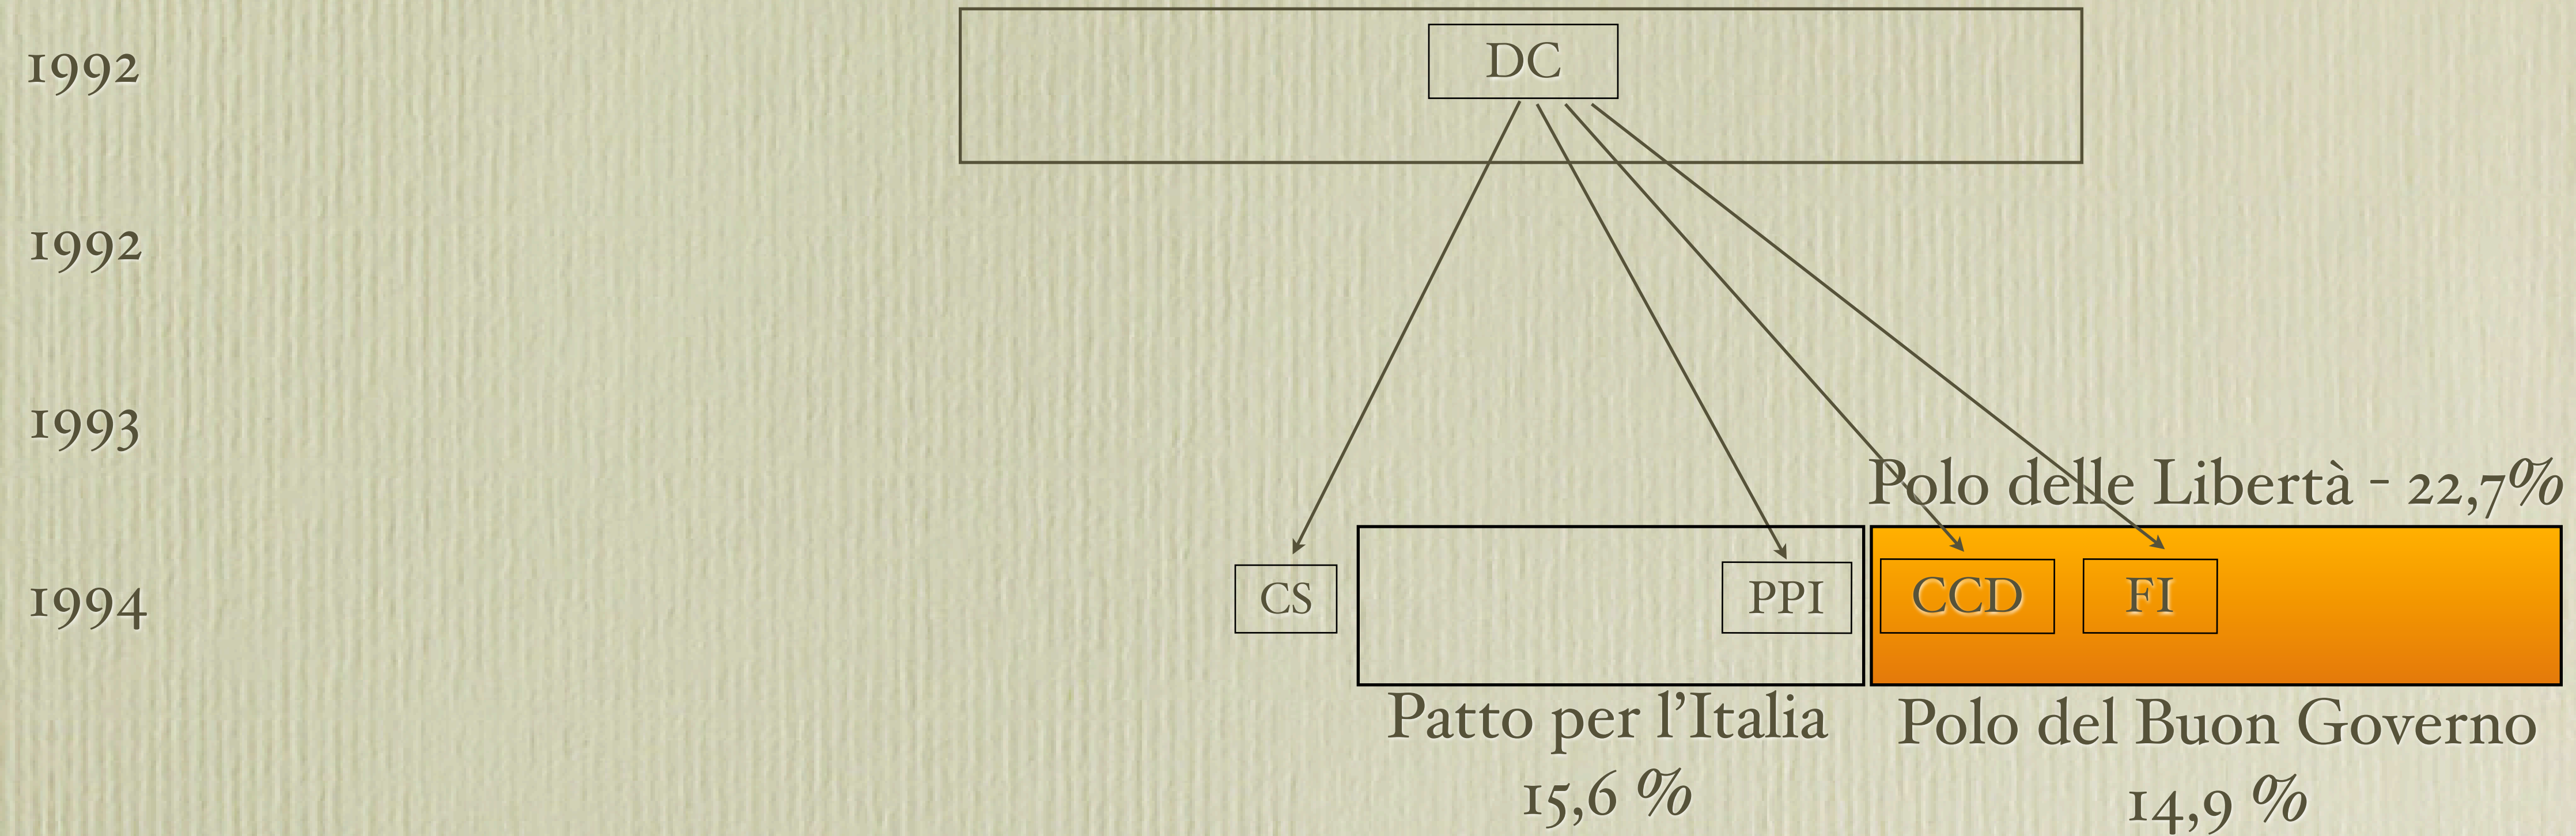 1992
DC
1992
1993
Polo delle Libertà - 22,7%
1994
CS
PPI
CCD
FI
Patto per l’Italia
15,6 %
Polo del Buon Governo
14,9 %